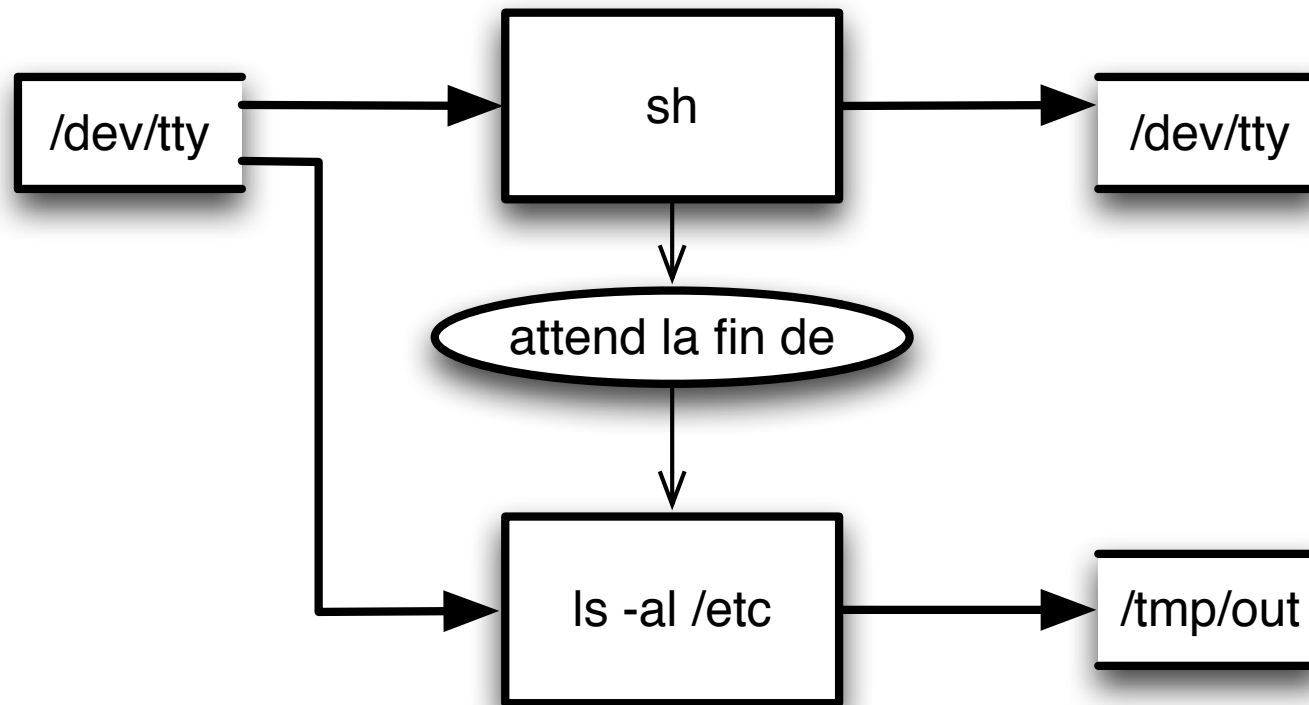 sh
/dev/tty
/dev/tty
attend la fin de
ls -al /etc
/tmp/out